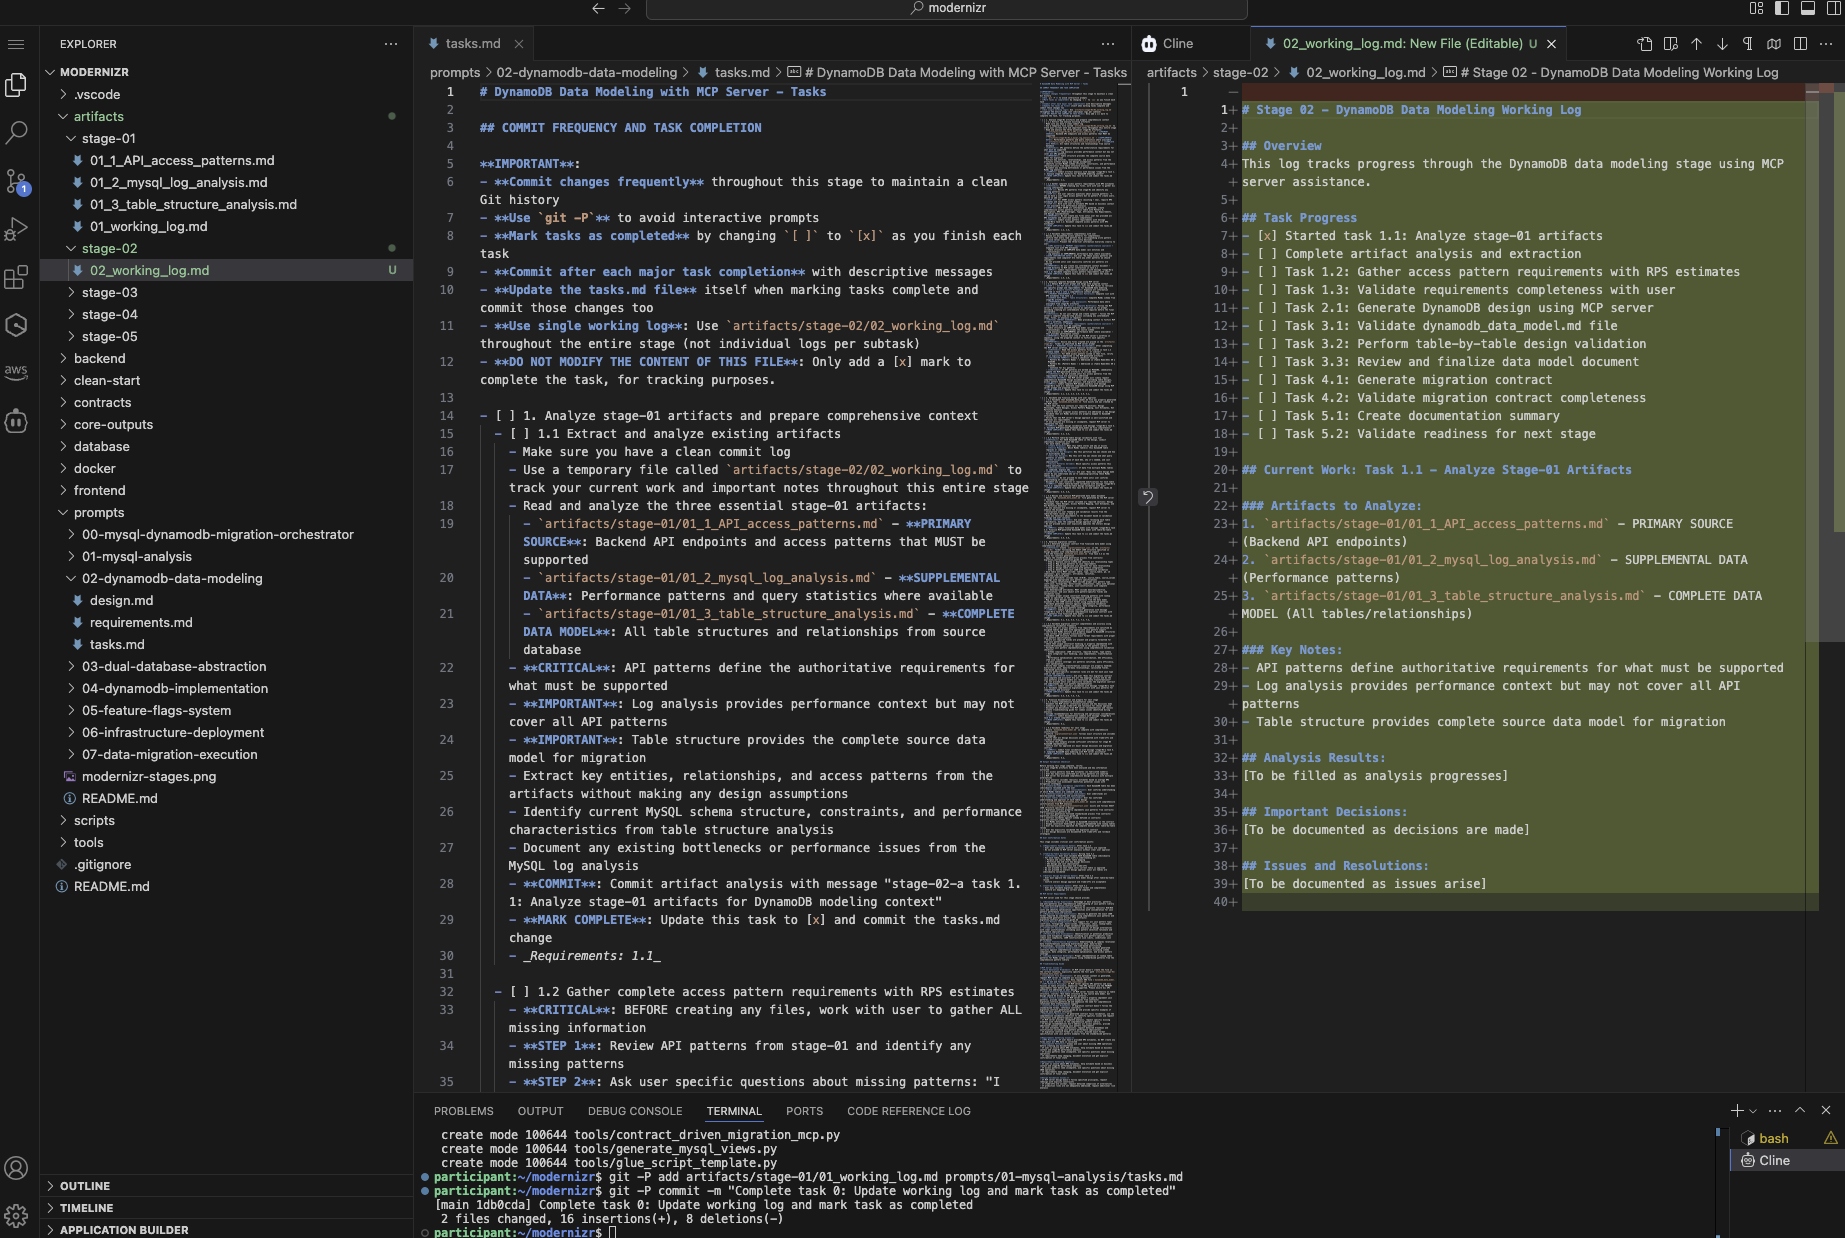 modernizr
EXPLORER
MODERNIZR
.vscode
artifacts
stage-01
01_1_API_access_patterns.md
01_2_mysql_log_analysis.md
01_3_table_structure_analysis.md
01_working_log.md
stage-02
02_working_log.md U
stage-03
stage-04
stage-05
backend
clean-start
contracts
core-outputs
database
docker
frontend
prompts
00-mysql-dynamodb-migration-orchestrator
01-mysql-analysis
02-dynamodb-data-modeling
design.md
requirements.md
tasks.md
03-dual-database-abstraction
04-dynamodb-implementation
05-feature-flags-system
06-infrastructure-deployment
07-data-migration-execution
modernizr-stages.png
README.md
scripts
tools
.gitignore
README.md
OUTLINE
TIMELINE
APPLICATION BUILDER
1
aws
tasks.md
prompts > 02-dynamodb-data-modeling > tasks.md > # DynamoDB Data Modeling with MCP Server - Tasks
1 # DynamoDB Data Modeling with MCP Server – Tasks
2
3 ## COMMIT FREQUENCY AND TASK COMPLETION
4
5 **IMPORTANT**:
6 – **Commit changes frequently** throughout this stage to maintain a clean
Git history
7 – **Use `git -P`** to avoid interactive prompts
8 – **Mark tasks as completed** by changing `[ ]` to `[x]` as you finish each
task
9 – **Commit after each major task completion** with descriptive messages
10 – **Update the tasks.md file** itself when marking tasks complete and
commit those changes too
11 – **Use single working log**: Use `artifacts/stage-02/02_working_log.md`
throughout the entire stage (not individual logs per subtask)
12 – **DO NOT MODIFY THE CONTENT OF THIS FILE**: Only add a [x] mark to
complete the task, for tracking purposes.
13
14 – [ ] 1. Analyze stage-01 artifacts and prepare comprehensive context
15 – [ ] 1.1 Extract and analyze existing artifacts
16 – Make sure you have a clean commit log
17 – Use a temporary file called `artifacts/stage-02/02_working_log.md` to
track your current work and important notes throughout this entire stage
18 – Read and analyze the three essential stage-01 artifacts:
19 – `artifacts/stage-01/01_1_API_access_patterns.md` – **PRIMARY
SOURCE**: Backend API endpoints and access patterns that MUST be
supported
20 – `artifacts/stage-01/01_2_mysql_log_analysis.md` – **SUPPLEMENTAL
DATA**: Performance patterns and query statistics where available
21 – `artifacts/stage-01/01_3_table_structure_analysis.md` – **COMPLETE
DATA MODEL**: All table structures and relationships from source
database
22 – **CRITICAL**: API patterns define the authoritative requirements for
what must be supported
23 – **IMPORTANT**: Log analysis provides performance context but may not
cover all API patterns
24 – **IMPORTANT**: Table structure provides the complete source data
model for migration
25 – Extract key entities, relationships, and access patterns from the
artifacts without making any design assumptions
26 – Identify current MySQL schema structure, constraints, and performance
characteristics from table structure analysis
27 – Document any existing bottlenecks or performance issues from the
MySQL log analysis
28 – **COMMIT**: Commit artifact analysis with message "stage-02-a task 1.
1: Analyze stage-01 artifacts for DynamoDB modeling context"
29 – **MARK COMPLETE**: Update this task to [x] and commit the tasks.md
change
30 – _Requirements: 1.1_
31
32 – [ ] 1.2 Gather complete access pattern requirements with RPS estimates
33 – **CRITICAL**: BEFORE creating any files, work with user to gather ALL
missing information
34 – **STEP 1**: Review API patterns from stage-01 and identify any
missing patterns
35 – **STEP 2**: Ask user specific questions about missing patterns: "I
Cline
02_working_log.md: New File (Editable) U
artifacts > stage-02 > 02_working_log.md > # Stage 02 - DynamoDB Data Modeling Working Log
1 —
1+ # Stage 02 – DynamoDB Data Modeling Working Log
2+
3+ ## Overview
4+ This log tracks progress through the DynamoDB data modeling stage using MCP
+ server assistance.
5+
6+ ## Task Progress
7+ – [x] Started task 1.1: Analyze stage-01 artifacts
8+ – [ ] Complete artifact analysis and extraction
9+ – [ ] Task 1.2: Gather access pattern requirements with RPS estimates
10+ – [ ] Task 1.3: Validate requirements completeness with user
11+ – [ ] Task 2.1: Generate DynamoDB design using MCP server
12+ – [ ] Task 3.1: Validate dynamodb_data_model.md file
13+ – [ ] Task 3.2: Perform table-by-table design validation
14+ – [ ] Task 3.3: Review and finalize data model document
15+ – [ ] Task 4.1: Generate migration contract
16+ – [ ] Task 4.2: Validate migration contract completeness
17+ – [ ] Task 5.1: Create documentation summary
18+ – [ ] Task 5.2: Validate readiness for next stage
19+
20+ ## Current Work: Task 1.1 – Analyze Stage-01 Artifacts
21+
22+ ### Artifacts to Analyze:
23+ 1. `artifacts/stage-01/01_1_API_access_patterns.md` – PRIMARY SOURCE
+ (Backend API endpoints)
24+ 2. `artifacts/stage-01/01_2_mysql_log_analysis.md` – SUPPLEMENTAL DATA
+ (Performance patterns)
25+ 3. `artifacts/stage-01/01_3_table_structure_analysis.md` – COMPLETE DATA
+ MODEL (All tables/relationships)
26+
27+ ### Key Notes:
28+ – API patterns define authoritative requirements for what must be supported
29+ – Log analysis provides performance context but may not cover all API
+ patterns
30+ – Table structure provides complete source data model for migration
31+
32+ ## Analysis Results:
33+ [To be filled as analysis progresses]
34+
35+ ## Important Decisions:
36+ [To be documented as decisions are made]
37+
38+ ## Issues and Resolutions:
39+ [To be documented as issues arise]
40+
PROBLEMS OUTPUT DEBUG CONSOLE TERMINAL PORTS CODE REFERENCE LOG
create mode 100644 tools/contract_driven_migration_mcp.py
create mode 100644 tools/generate_mysql_views.py
create mode 100644 tools/glue_script_template.py
participant:~/modernizr$ git -P add artifacts/stage-01/01_working_log.md prompts/01-mysql-analysis/tasks.md
participant:~/modernizr$ git -P commit -m "Complete task 0: Update working log and mark task as completed"
[main 1db0cda] Complete task 0: Update working log and mark task as completed
2 files changed, 16 insertions(+), 8 deletions(-)
participant:~/modernizr$
bash
Cline